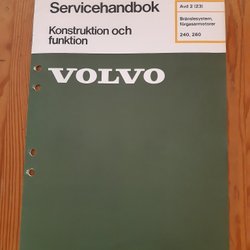 Servicehandbok
Konstruktion och
funktion
Avd 2 (23)
Bränslesystem,
förgasarmotorer
240, 260
VOLVO